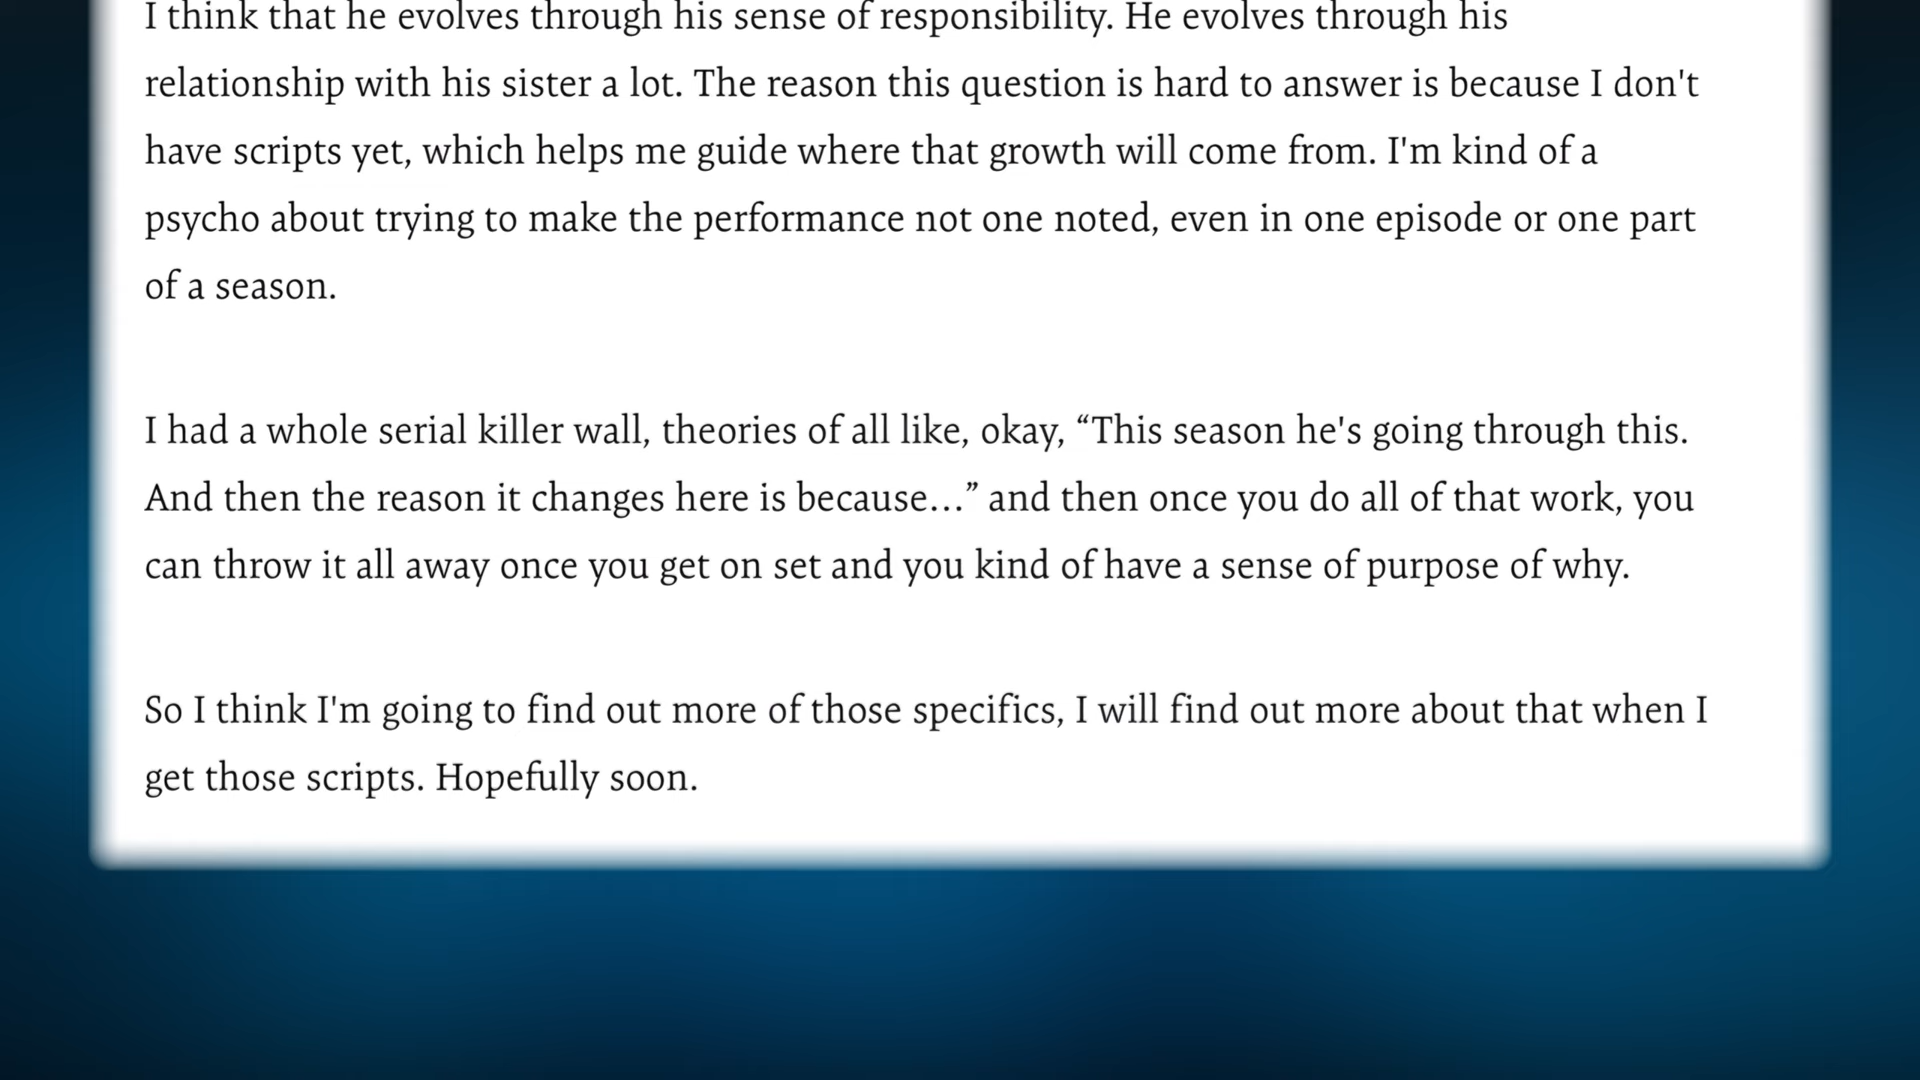 I think that he evolves through his sense of responsibility. He evolves through his
relationship with his sister a lot. The reason this question is hard to answer is because I don't
have scripts yet, which helps me guide where that growth will come from. I'm kind of a
psycho about trying to make the performance not one noted, even in one episode or one part
of a season.
I had a whole serial killer wall, theories of all like, okay, “This season he's going through this.
And then the reason it changes here is because…” and then once you do all of that work, you
can throw it all away once you get on set and you kind of have a sense of purpose of why.
So I think I'm going to find out more of those specifics, I will find out more about that when I
get those scripts. Hopefully soon.